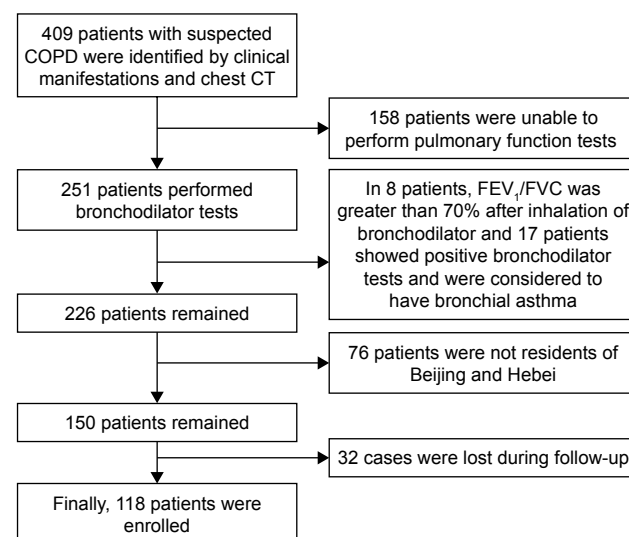 409 patients with suspected
COPD were identified by clinical
manifestations and chest CT
158 patients were unable to
perform pulmonary function tests
251 patients performed
bronchodilator tests
In 8 patients, FEV₁/FVC was
greater than 70% after inhalation of
bronchodilator and 17 patients
showed positive bronchodilator
tests and were considered to
have bronchial asthma
226 patients remained
76 patients were not residents of
Beijing and Hebei
150 patients remained
32 cases were lost during follow-up
Finally, 118 patients were
enrolled